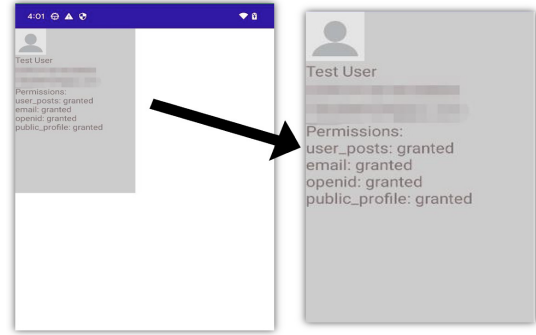 4:01
Test User
Permissions:
user_posts: granted
email: granted
openid: granted
public_profile: granted
Test User
Permissions:
user_posts: granted
email: granted
openid: granted
public_profile: granted